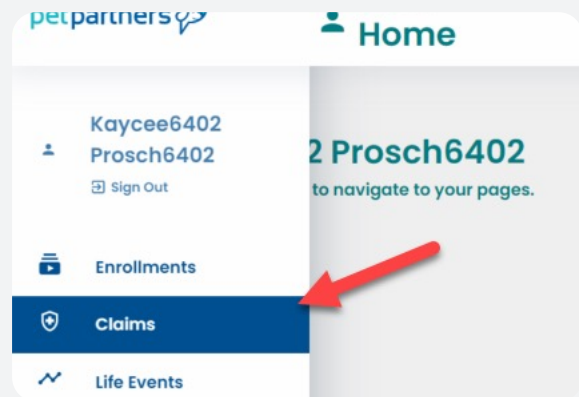 petpartners
Home
Kaycee6402
Prosch6402
Sign Out
2 Prosch6402
to navigate to your pages.
Enrollments
Claims
Life Events